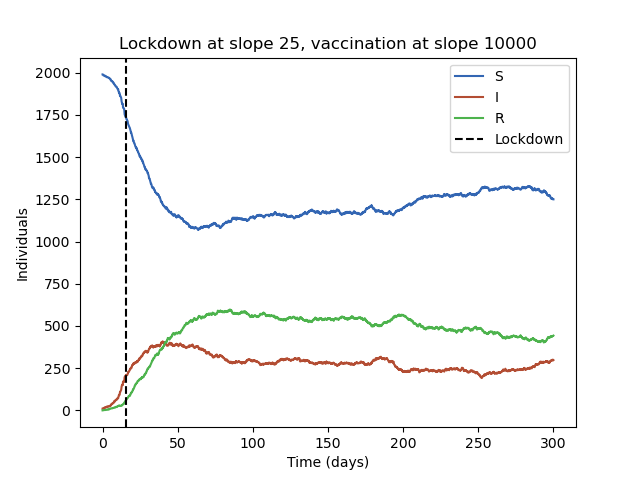 Lockdown at slope 25, vaccination at slope 10000
S
I
R
Lockdown
Individuals
2000
1750
1500
1250
1000
750
500
250
0
0 50 100 150 200 250 300
Time (days)